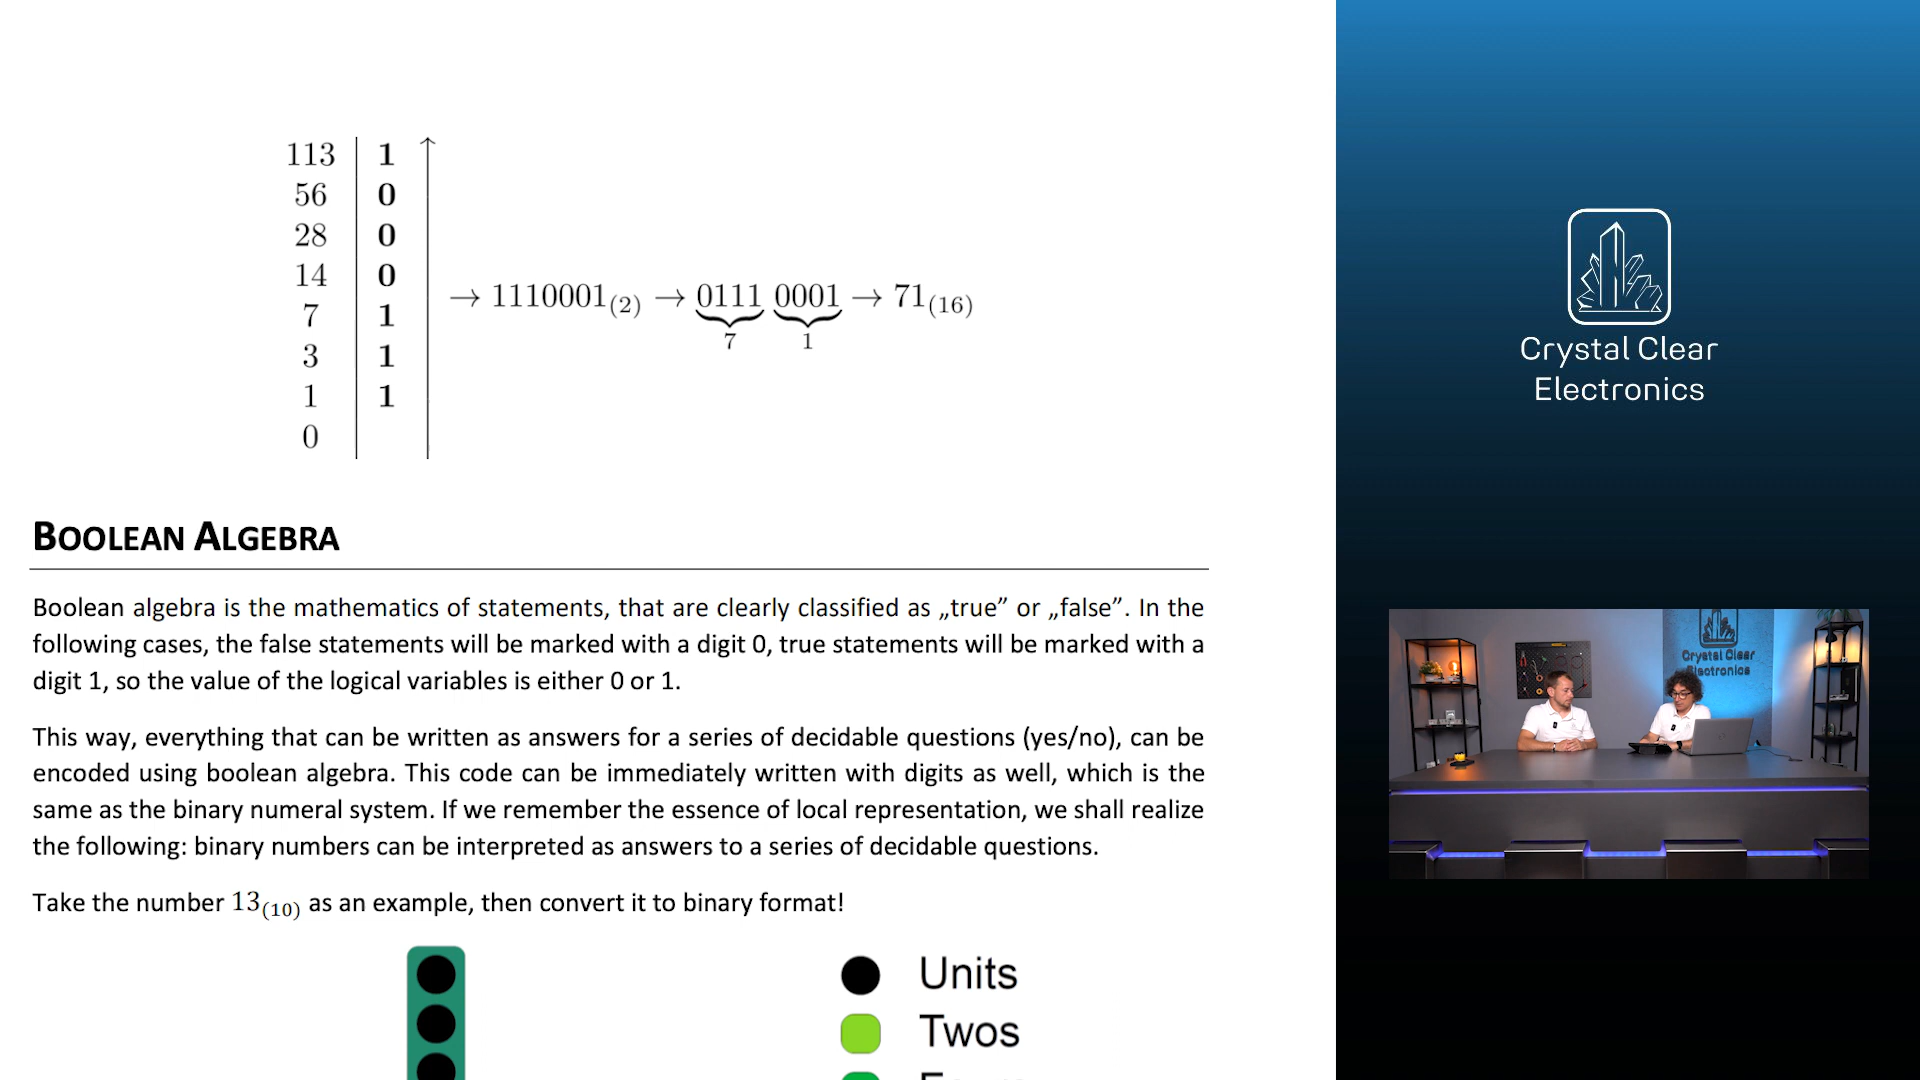 113 1
56 0
28 0
14 0
7 1
3 1
1 1
0
→ 1110001(2) → 0111 0001 → 71(16)
7 1
BOOLEAN ALGEBRA
Boolean algebra is the mathematics of statements, that are clearly classified as „true” or „false”. In the
following cases, the false statements will be marked with a digit 0, true statements will be marked with a
digit 1, so the value of the logical variables is either 0 or 1.
This way, everything that can be written as answers for a series of decidable questions (yes/no), can be
encoded using boolean algebra. This code can be immediately written with digits as well, which is the
same as the binary numeral system. If we remember the essence of local representation, we shall realize
the following: binary numbers can be interpreted as answers to a series of decidable questions.
Take the number 13(10) as an example, then convert it to binary format!
Units
Twos
Crystal Clear
Electronics
Crystal Clear
Electronics